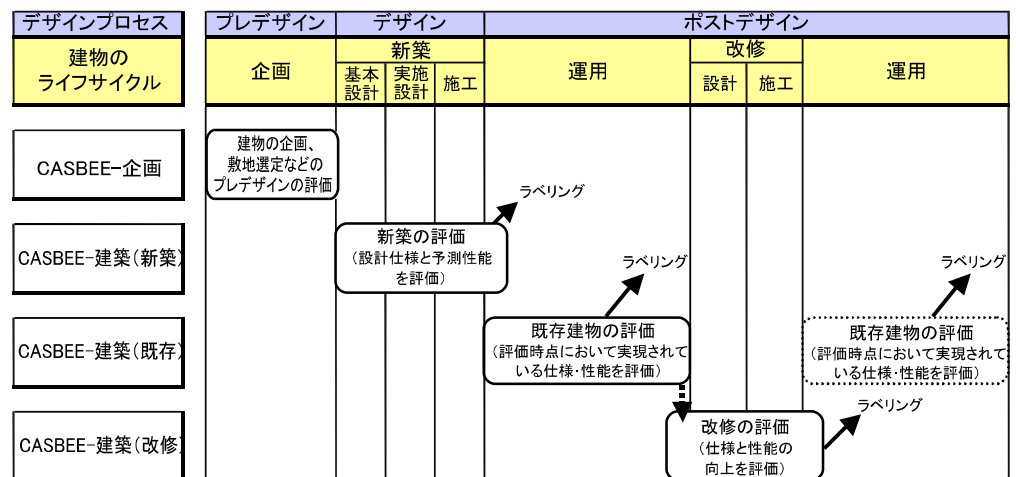 デザインプロセス
プレデザイン
デザイン
ポストデザイン
建物の
ライフサイクル
企画
新築
基本
設計
実施
設計
施工
運用
改修
設計
施工
運用
CASBEE-企画
建物の企画、
敷地選定などの
プレデザインの評価
CASBEE-建築(新築)
新築の評価
(設計仕様と予測性能
を評価)
ラベリング
CASBEE-建築(既存)
既存建物の評価
(評価時点において実現されて
いる仕様・性能を評価)
ラベリング
既存建物の評価
(評価時点において実現されて
いる仕様・性能を評価)
ラベリング
CASBEE-建築(改修)
改修の評価
(仕様と性能の
向上を評価)
ラベリング